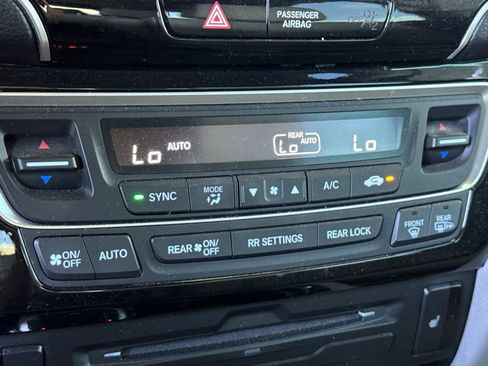 PASSENGER
AIRBAG
OFF
Lo AUTO REAR Lo AUTO Lo
SYNC MODE A/C
ON/OFF AUTO REAR ON/OFF RR SETTINGS REAR LOCK FRONT REAR